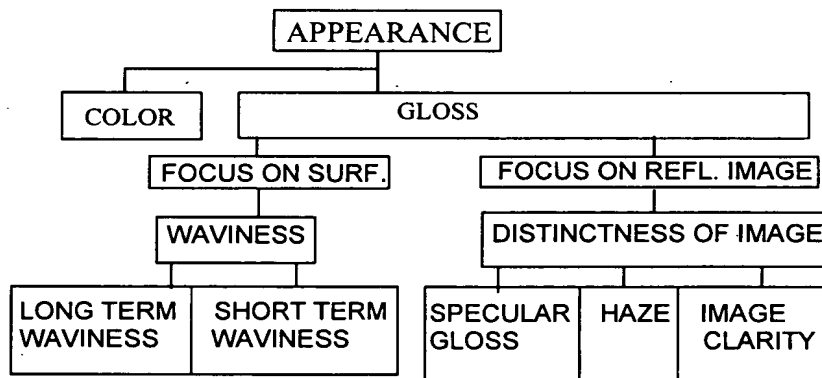 APPEARANCE
COLOR
GLOSS
FOCUS ON SURF.
FOCUS ON REFL. IMAGE
WAVINESS
DISTINCTNESS OF IMAGE
LONG TERM
WAVINESS
SHORT TERM
WAVINESS
SPECULAR
GLOSS
HAZE
IMAGE
CLARITY